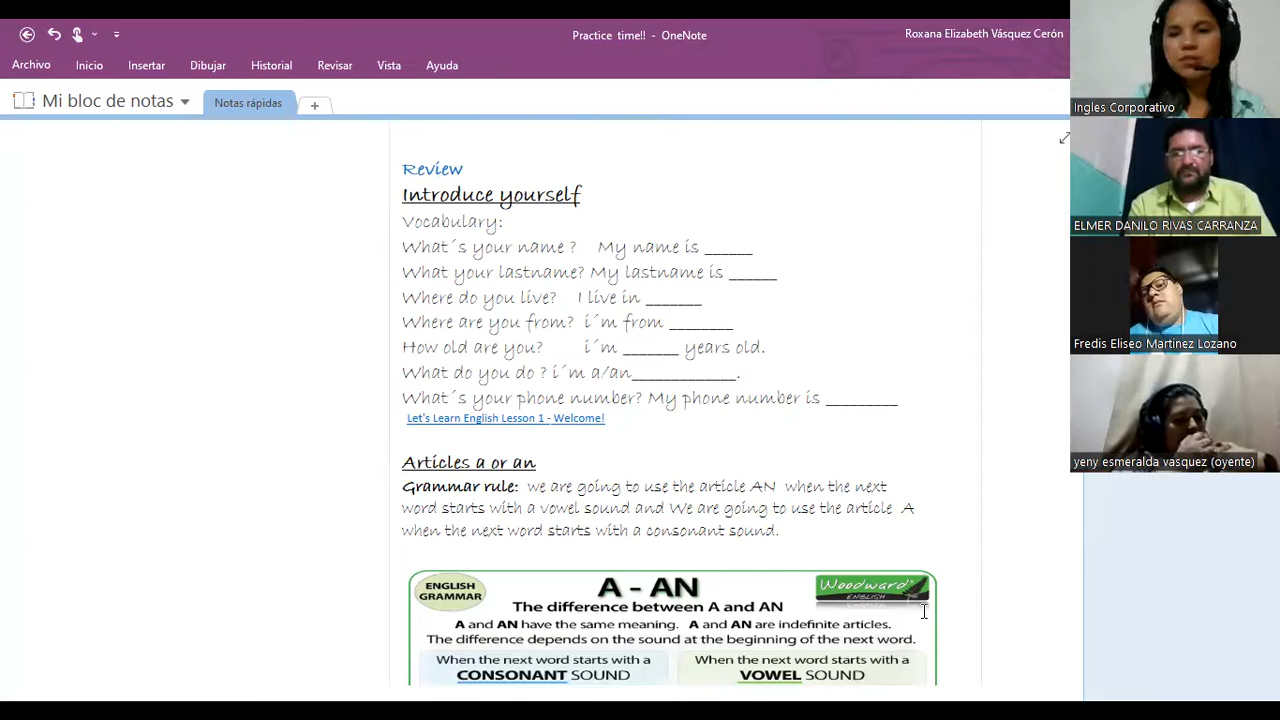 Practice time!! - OneNote
Roxana Elizabeth Vásquez Cerón
Archivo Inicio Insertar Dibujar Historial Revisar Vista Ayuda
Mi bloc de notas Notas rápidas
Review
Introduce yourself
Vocabulary:
What´s your name ? My name is ______
What your lastname? My lastname is ______
Where do you live? I live in _______
Where are you from? i´m from ________
How old are you? i´m _______ years old.
What do you do ? i´m a/an_____________.
What´s your phone number? My phone number is _________
Let's Learn English Lesson 1 - Welcome!
Articles a or an
Grammar rule: we are going to use the article AN when the next
word starts with a vowel sound and We are going to use the article A
when the next word starts with a consonant sound.
ENGLISH
GRAMMAR
A - AN
Woodward
ENGLISH
The difference between A and AN
A and AN have the same meaning. A and AN are indefinite articles.
The difference depends on the sound at the beginning of the next word.
When the next word starts with a
CONSONANT SOUND
When the next word starts with a
VOWEL SOUND
Ingles Corporativo
ELMER DANILO RIVAS CARRANZA
Fredis Eliseo Martinez Lozano
yeny esmeralda vasquez (oyente)